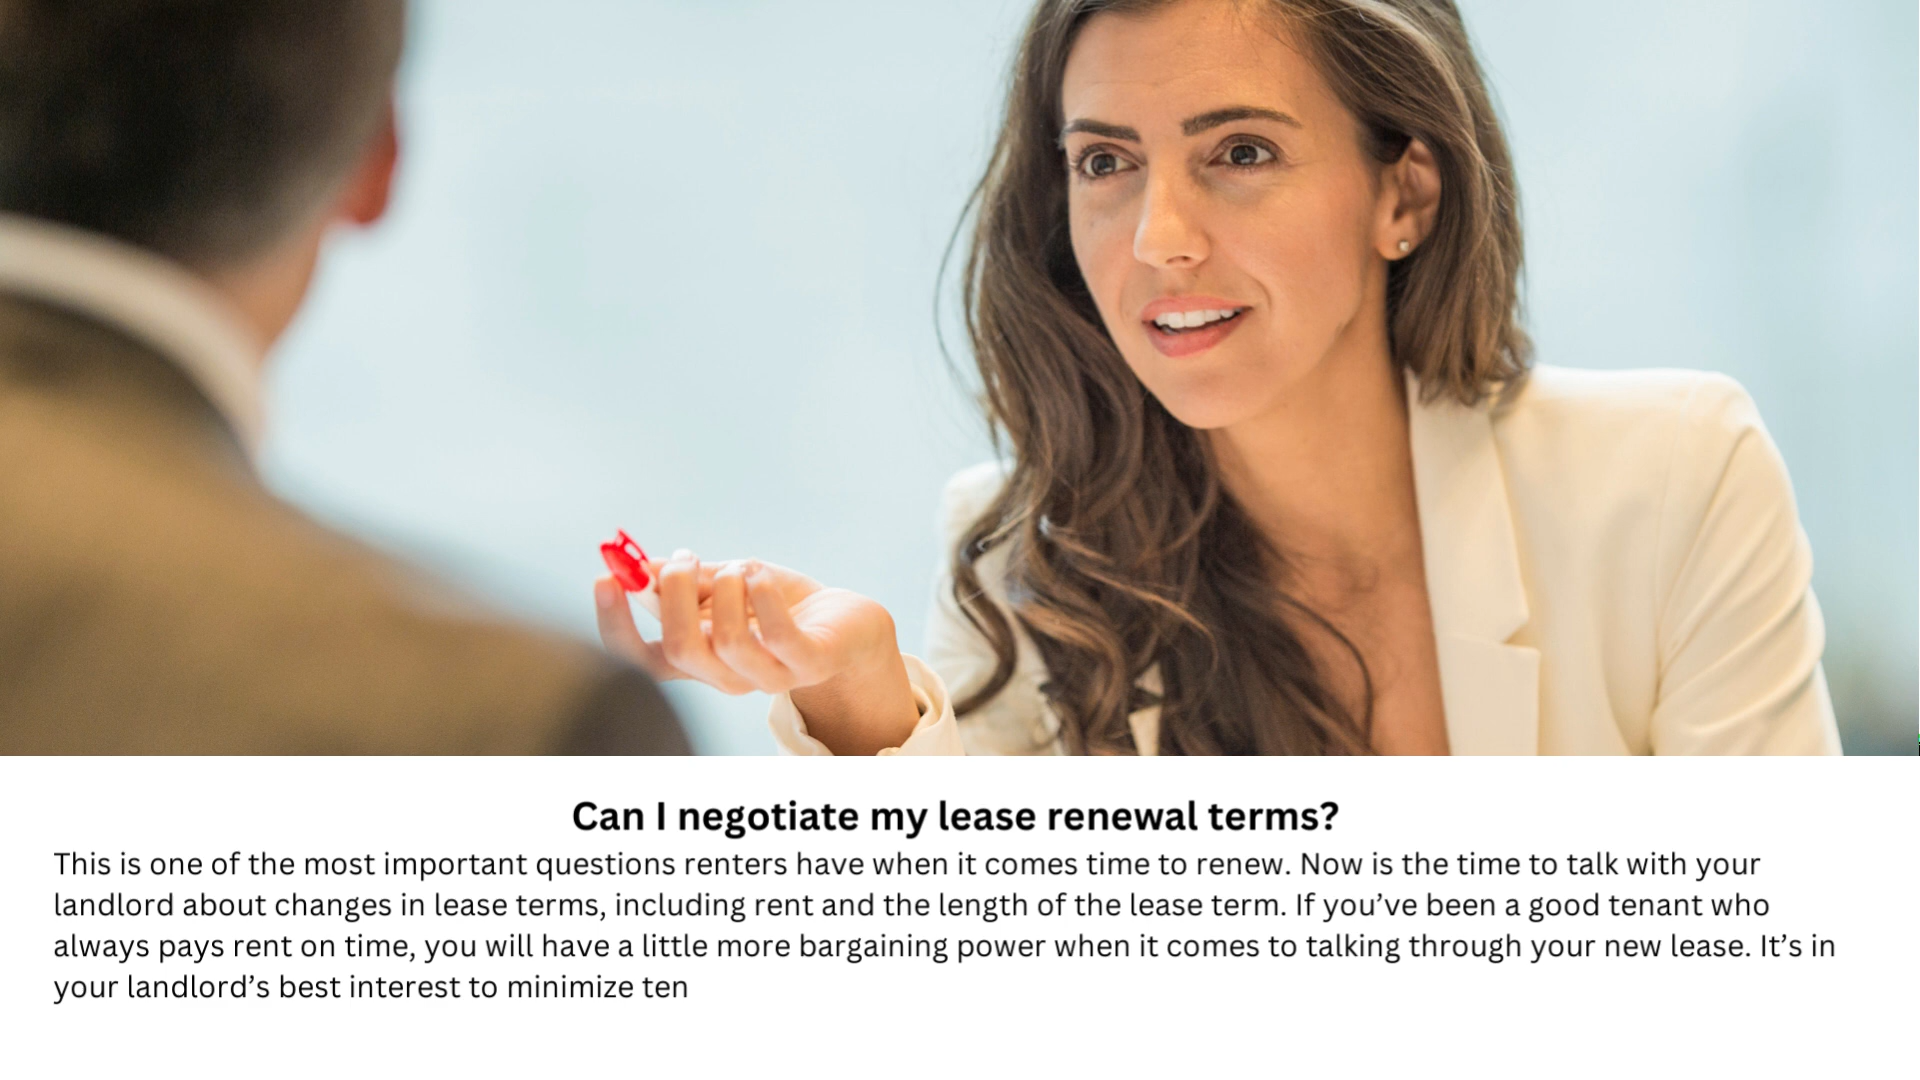 Can I negotiate my lease renewal terms?
This is one of the most important questions renters have when it comes time to renew. Now is the time to talk with your
landlord about changes in lease terms, including rent and the length of the lease term. If you’ve been a good tenant who
always pays rent on time, you will have a little more bargaining power when it comes to talking through your new lease. It’s in
your landlord’s best interest to minimize ten